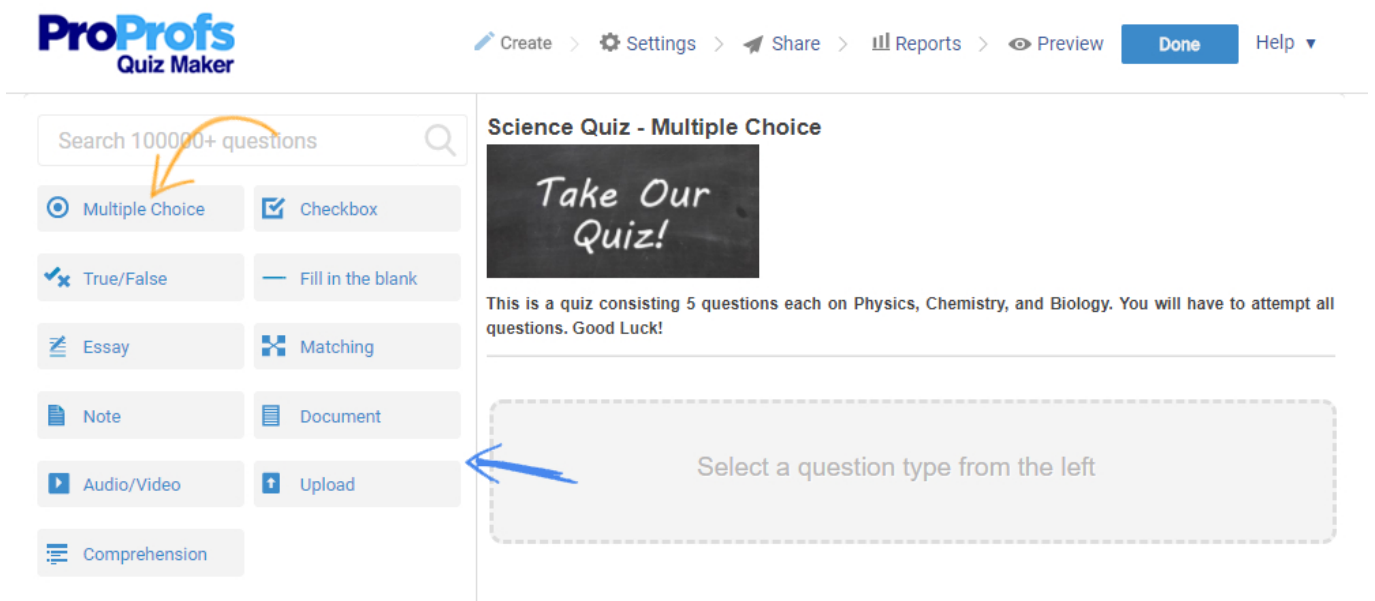 ProProfs
Quiz Maker
Create > Settings > Share > Reports > Preview Done Help ▼
Search 100000+ questions
Multiple Choice
Checkbox
True/False
Fill in the blank
Essay
Matching
Note
Document
Audio/Video
Upload
Comprehension
Science Quiz - Multiple Choice
Take Our
Quiz!
This is a quiz consisting 5 questions each on Physics, Chemistry, and Biology. You will have to attempt all
questions. Good Luck!
Select a question type from the left